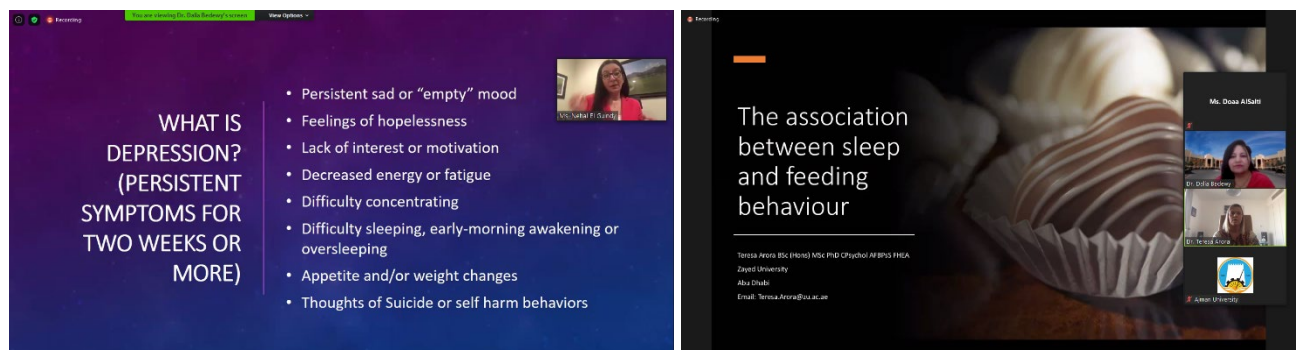 Recording
You are viewing Dr. Dalia Bedewy's screen
View Options
WHAT IS
DEPRESSION?
(PERSISTENT
SYMPTOMS FOR
TWO WEEKS OR
MORE)
• Persistent sad or “empty” mood
• Feelings of hopelessness
• Lack of interest or motivation
• Decreased energy or fatigue
• Difficulty concentrating
• Difficulty sleeping, early-morning awakening or
oversleeping
• Appetite and/or weight changes
• Thoughts of Suicide or self harm behaviors
Ms. Nehal El Gundy
Recording
The association
between sleep
and feeding
behaviour
Teresa Arora BSc (Hons) MSc PhD CPsychol AFBPsS FHEA
Zayed University
Abu Dhabi
Email: Teresa.Arora@zu.ac.ae
Ms. Doaa AlSalti
Dr. Dalia Bedewy
Dr. Teresa Arora
Ajman University